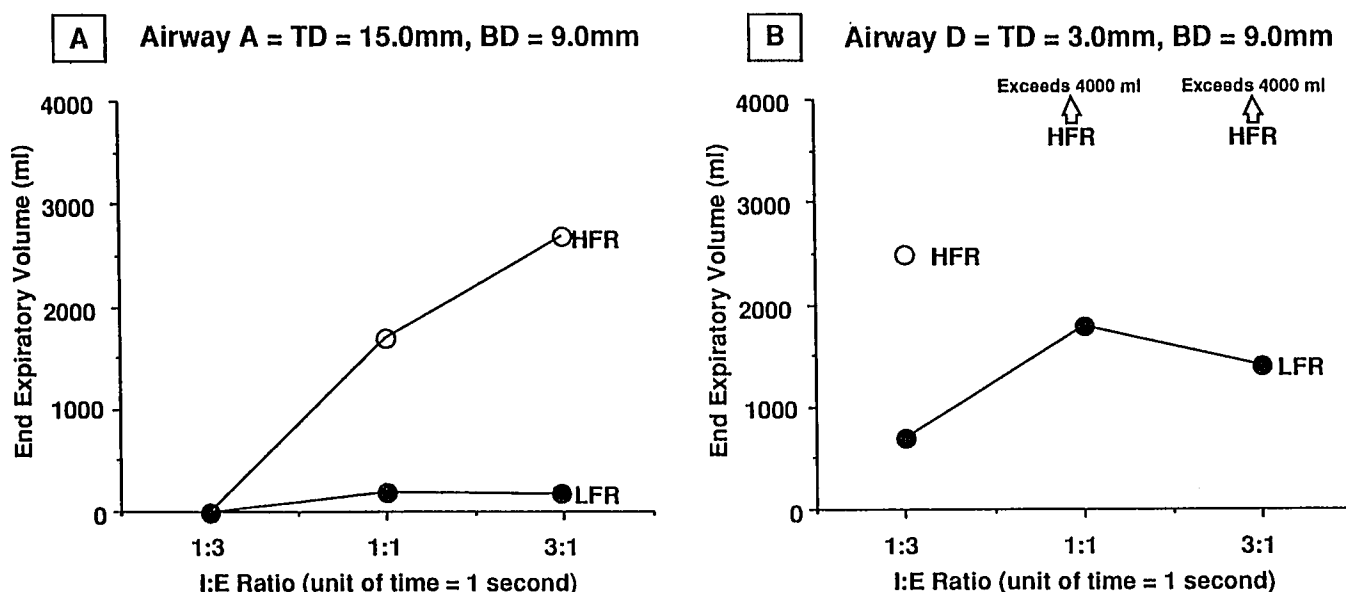 A Airway A = TD = 15.0mm, BD = 9.0mm
4000
3000
2000
1000
0
End Expiratory Volume (ml)
HFR
LFR
1:3 1:1 3:1
I:E Ratio (unit of time = 1 second)
B Airway D = TD = 3.0mm, BD = 9.0mm
Exceeds 4000 ml Exceeds 4000 ml
HFR HFR
4000
3000
2000
1000
0
End Expiratory Volume (ml)
HFR
LFR
1:3 1:1 3:1
I:E Ratio (unit of time = 1 second)